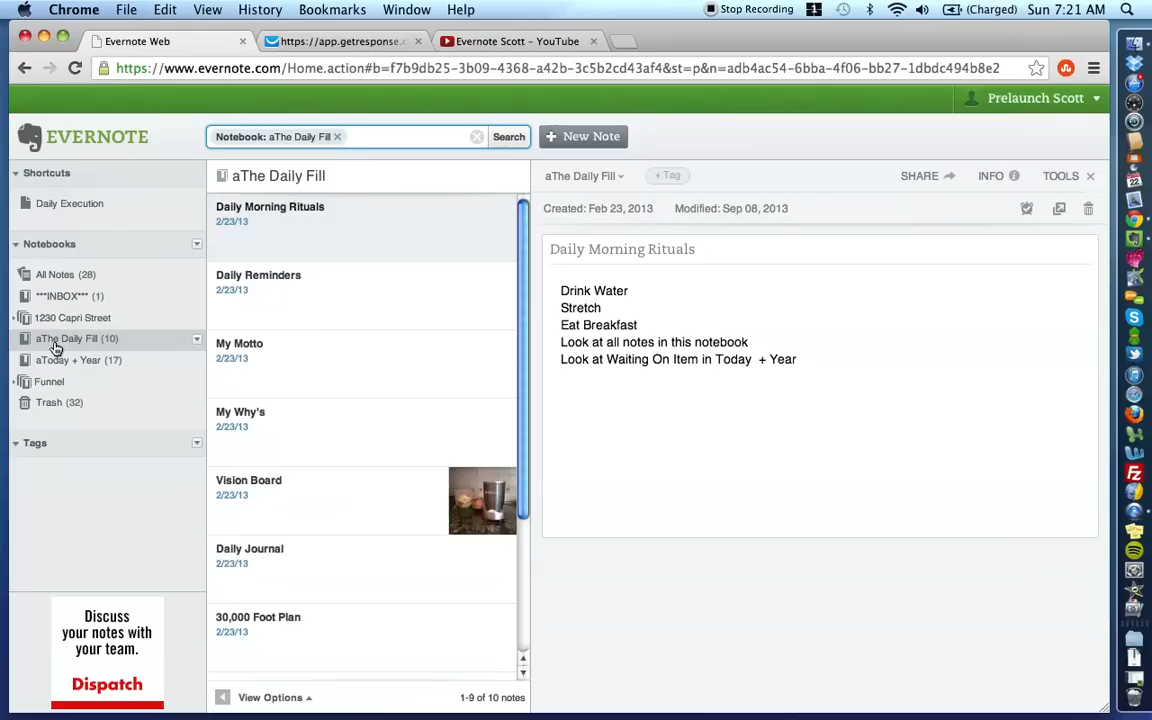 Chrome File Edit View History Bookmarks Window Help
Stop Recording
(Charged) Sun 7:21 AM
Evernote Web
https://app.getresponse.c
Evernote Scott – YouTube
https://www.evernote.com/Home.action#b=f7b9db25-3b09-4368-a42b-3c5b2cd43af4&st=p&n=adb4ac54-6bba-4f06-bb27-1dbdc494b8e2
Prelaunch Scott
EVERNOTE
Notebook: aThe Daily Fill
Search
+ New Note
Shortcuts
Daily Execution
Notebooks
All Notes (28)
***INBOX*** (1)
1230 Capri Street
aThe Daily Fill (10)
aToday + Year (17)
Funnel
Trash (32)
Tags
Discuss
your notes with
your team.
Dispatch
aThe Daily Fill
Daily Morning Rituals
2/23/13
Daily Reminders
2/23/13
My Motto
2/23/13
My Why's
2/23/13
Vision Board
2/23/13
Daily Journal
2/23/13
30,000 Foot Plan
2/23/13
View Options
1-9 of 10 notes
aThe Daily Fill
+ Tag
SHARE
INFO
TOOLS
Created: Feb 23, 2013 Modified: Sep 08, 2013
Daily Morning Rituals
Drink Water
Stretch
Eat Breakfast
Look at all notes in this notebook
Look at Waiting On Item in Today + Year